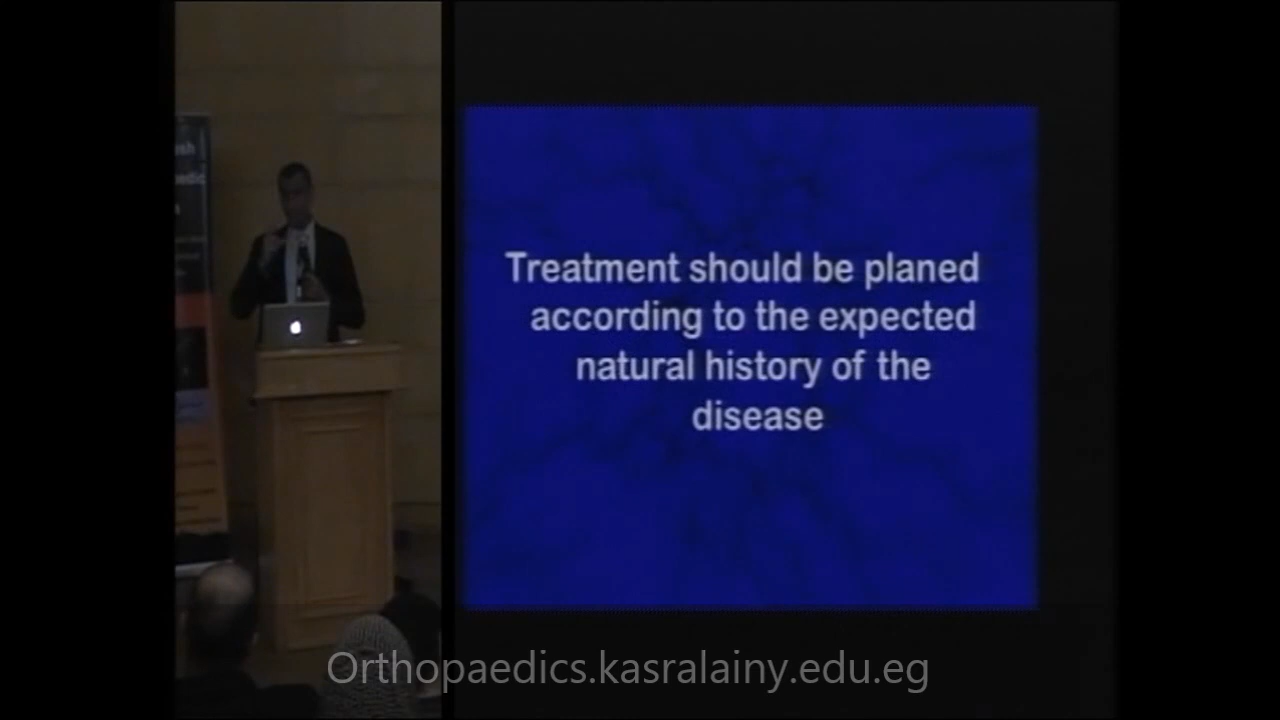 Treatment should be planed
according to the expected
natural history of the
disease
Orthopaedics.kasralainy.edu.eg